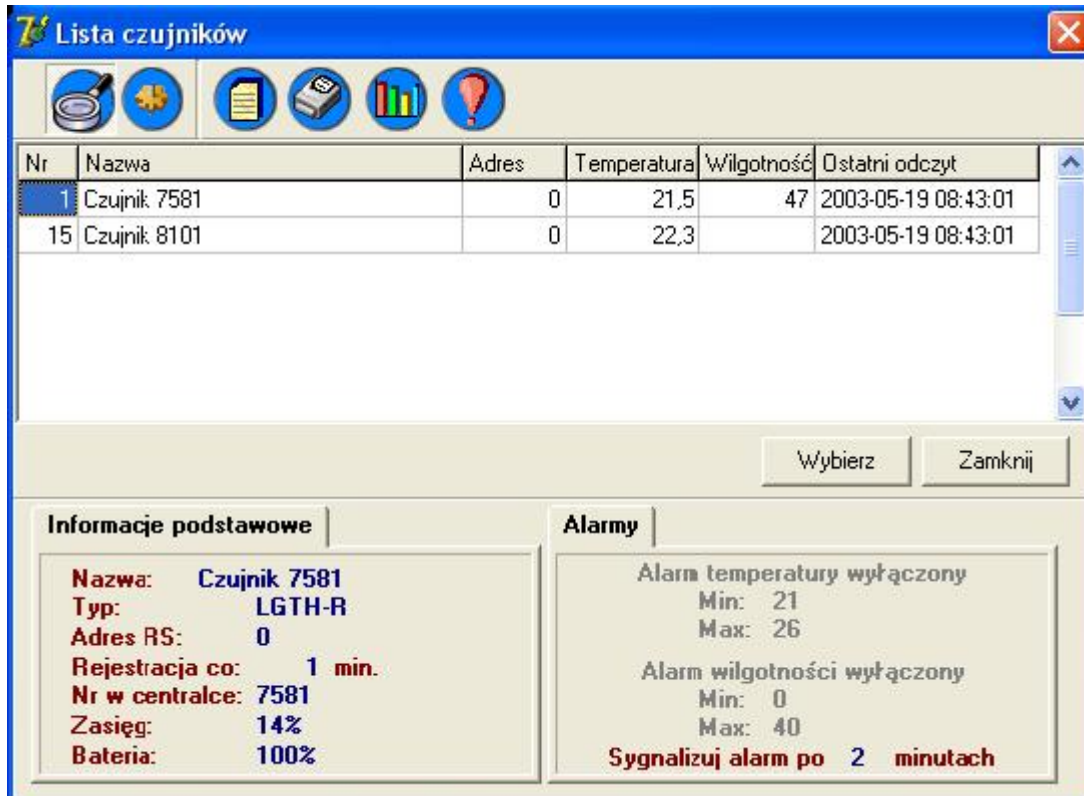 Lista czujników
Nr Nazwa Adres Temperatura Wilgotność Ostatni odczyt
1 Czujnik 7581 0 21,5 47 2003-05-19 08:43:01
15 Czujnik 8101 0 22,3 2003-05-19 08:43:01
Wybierz Zamknij
Informacje podstawowe
Nazwa: Czujnik 7581
Typ: LGTH-R
Adres RS: 0
Rejestracja co: 1 min.
Nr w centralce: 7581
Zasięg: 14%
Bateria: 100%
Alarmy
Alarm temperatury wyłączony
Min: 21
Max: 26
Alarm wilgotności wyłączony
Min: 0
Max: 40
Sygnalizuj alarm po 2 minutach